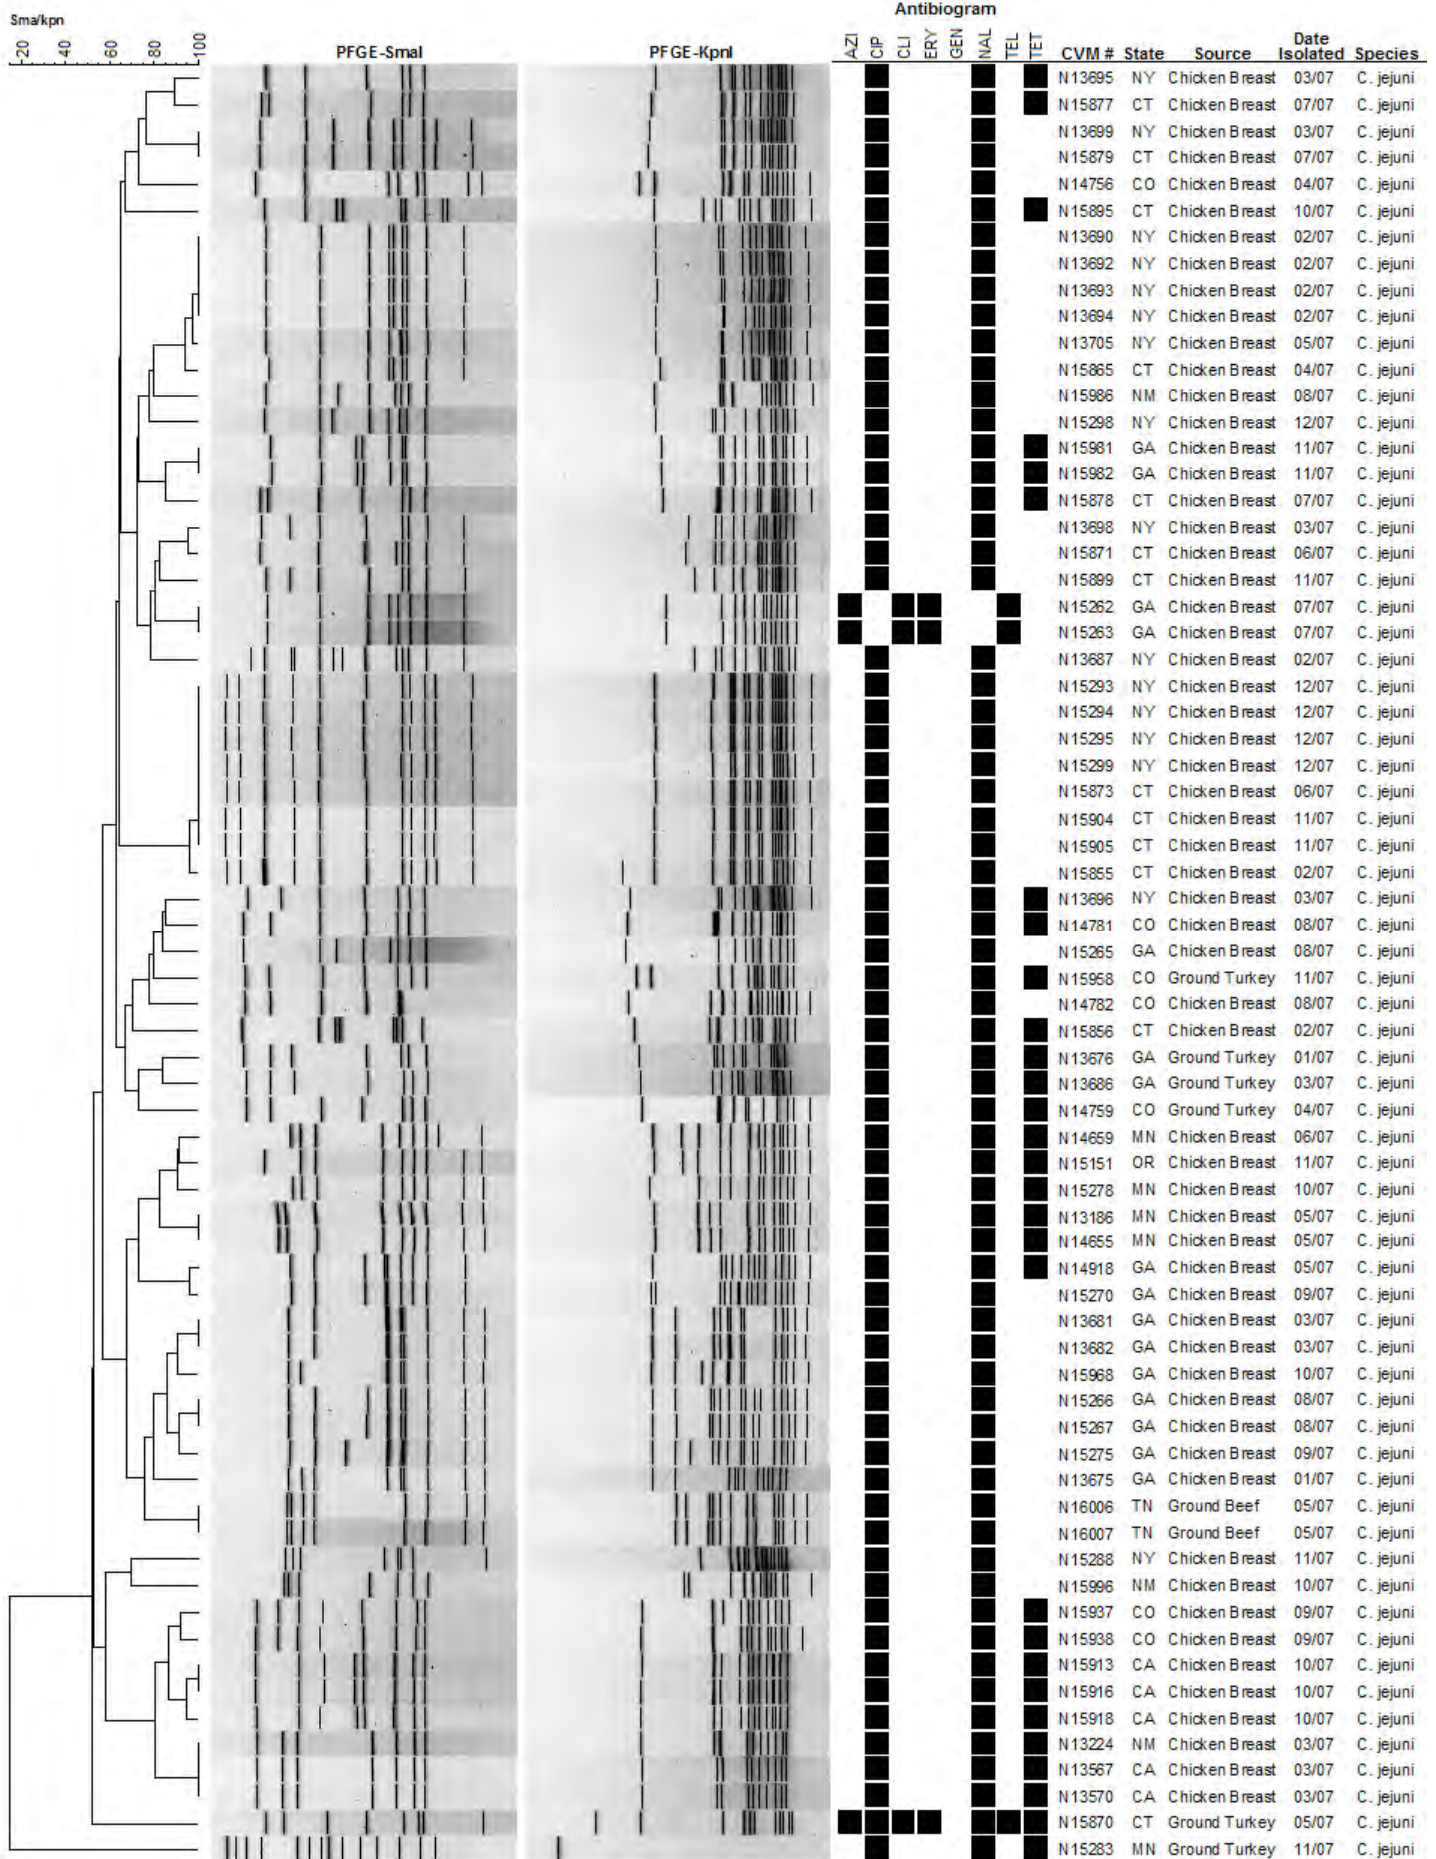 Antibiogram
Sma/kpn
20 40 60 80 100 PFGE-SmaI PFGE-KpnI AZI CIP CLI ERY GEN NAL TEL TET CVM # State Source Date Isolated Species
N13695 NY Chicken Breast 03/07 C. jejuni
N15877 CT Chicken Breast 07/07 C. jejuni
N13699 NY Chicken Breast 03/07 C. jejuni
N15879 CT Chicken Breast 07/07 C. jejuni
N14756 CO Chicken Breast 04/07 C. jejuni
N15895 CT Chicken Breast 10/07 C. jejuni
N13690 NY Chicken Breast 02/07 C. jejuni
N13692 NY Chicken Breast 02/07 C. jejuni
N13693 NY Chicken Breast 02/07 C. jejuni
N13694 NY Chicken Breast 02/07 C. jejuni
N13705 NY Chicken Breast 05/07 C. jejuni
N15865 CT Chicken Breast 04/07 C. jejuni
N15986 NM Chicken Breast 08/07 C. jejuni
N15298 NY Chicken Breast 12/07 C. jejuni
N15981 GA Chicken Breast 11/07 C. jejuni
N15982 GA Chicken Breast 11/07 C. jejuni
N15878 CT Chicken Breast 07/07 C. jejuni
N13698 NY Chicken Breast 03/07 C. jejuni
N15871 CT Chicken Breast 06/07 C. jejuni
N15899 CT Chicken Breast 11/07 C. jejuni
N15262 GA Chicken Breast 07/07 C. jejuni
N15263 GA Chicken Breast 07/07 C. jejuni
N13687 NY Chicken Breast 02/07 C. jejuni
N15293 NY Chicken Breast 12/07 C. jejuni
N15294 NY Chicken Breast 12/07 C. jejuni
N15295 NY Chicken Breast 12/07 C. jejuni
N15299 NY Chicken Breast 12/07 C. jejuni
N15873 CT Chicken Breast 06/07 C. jejuni
N15904 CT Chicken Breast 11/07 C. jejuni
N15905 CT Chicken Breast 11/07 C. jejuni
N15855 CT Chicken Breast 02/07 C. jejuni
N13696 NY Chicken Breast 03/07 C. jejuni
N14781 CO Chicken Breast 08/07 C. jejuni
N15265 GA Chicken Breast 08/07 C. jejuni
N15958 CO Ground Turkey 11/07 C. jejuni
N14782 CO Chicken Breast 08/07 C. jejuni
N15856 CT Chicken Breast 02/07 C. jejuni
N13676 GA Ground Turkey 01/07 C. jejuni
N13686 GA Ground Turkey 03/07 C. jejuni
N14759 CO Ground Turkey 04/07 C. jejuni
N14659 MN Chicken Breast 06/07 C. jejuni
N15151 OR Chicken Breast 11/07 C. jejuni
N15278 MN Chicken Breast 10/07 C. jejuni
N13186 MN Chicken Breast 05/07 C. jejuni
N14655 MN Chicken Breast 05/07 C. jejuni
N14918 GA Chicken Breast 05/07 C. jejuni
N15270 GA Chicken Breast 09/07 C. jejuni
N13681 GA Chicken Breast 03/07 C. jejuni
N13682 GA Chicken Breast 03/07 C. jejuni
N15968 GA Chicken Breast 10/07 C. jejuni
N15266 GA Chicken Breast 08/07 C. jejuni
N15267 GA Chicken Breast 08/07 C. jejuni
N15275 GA Chicken Breast 09/07 C. jejuni
N13675 GA Chicken Breast 01/07 C. jejuni
N16006 TN Ground Beef 05/07 C. jejuni
N16007 TN Ground Beef 05/07 C. jejuni
N15288 NY Chicken Breast 11/07 C. jejuni
N15996 NM Chicken Breast 10/07 C. jejuni
N15937 CO Chicken Breast 09/07 C. jejuni
N15938 CO Chicken Breast 09/07 C. jejuni
N15913 CA Chicken Breast 10/07 C. jejuni
N15916 CA Chicken Breast 10/07 C. jejuni
N15918 CA Chicken Breast 10/07 C. jejuni
N13224 NM Chicken Breast 03/07 C. jejuni
N13567 CA Chicken Breast 03/07 C. jejuni
N13570 CA Chicken Breast 03/07 C. jejuni
N15870 CT Ground Turkey 05/07 C. jejuni
N15283 MN Ground Turkey 11/07 C. jejuni